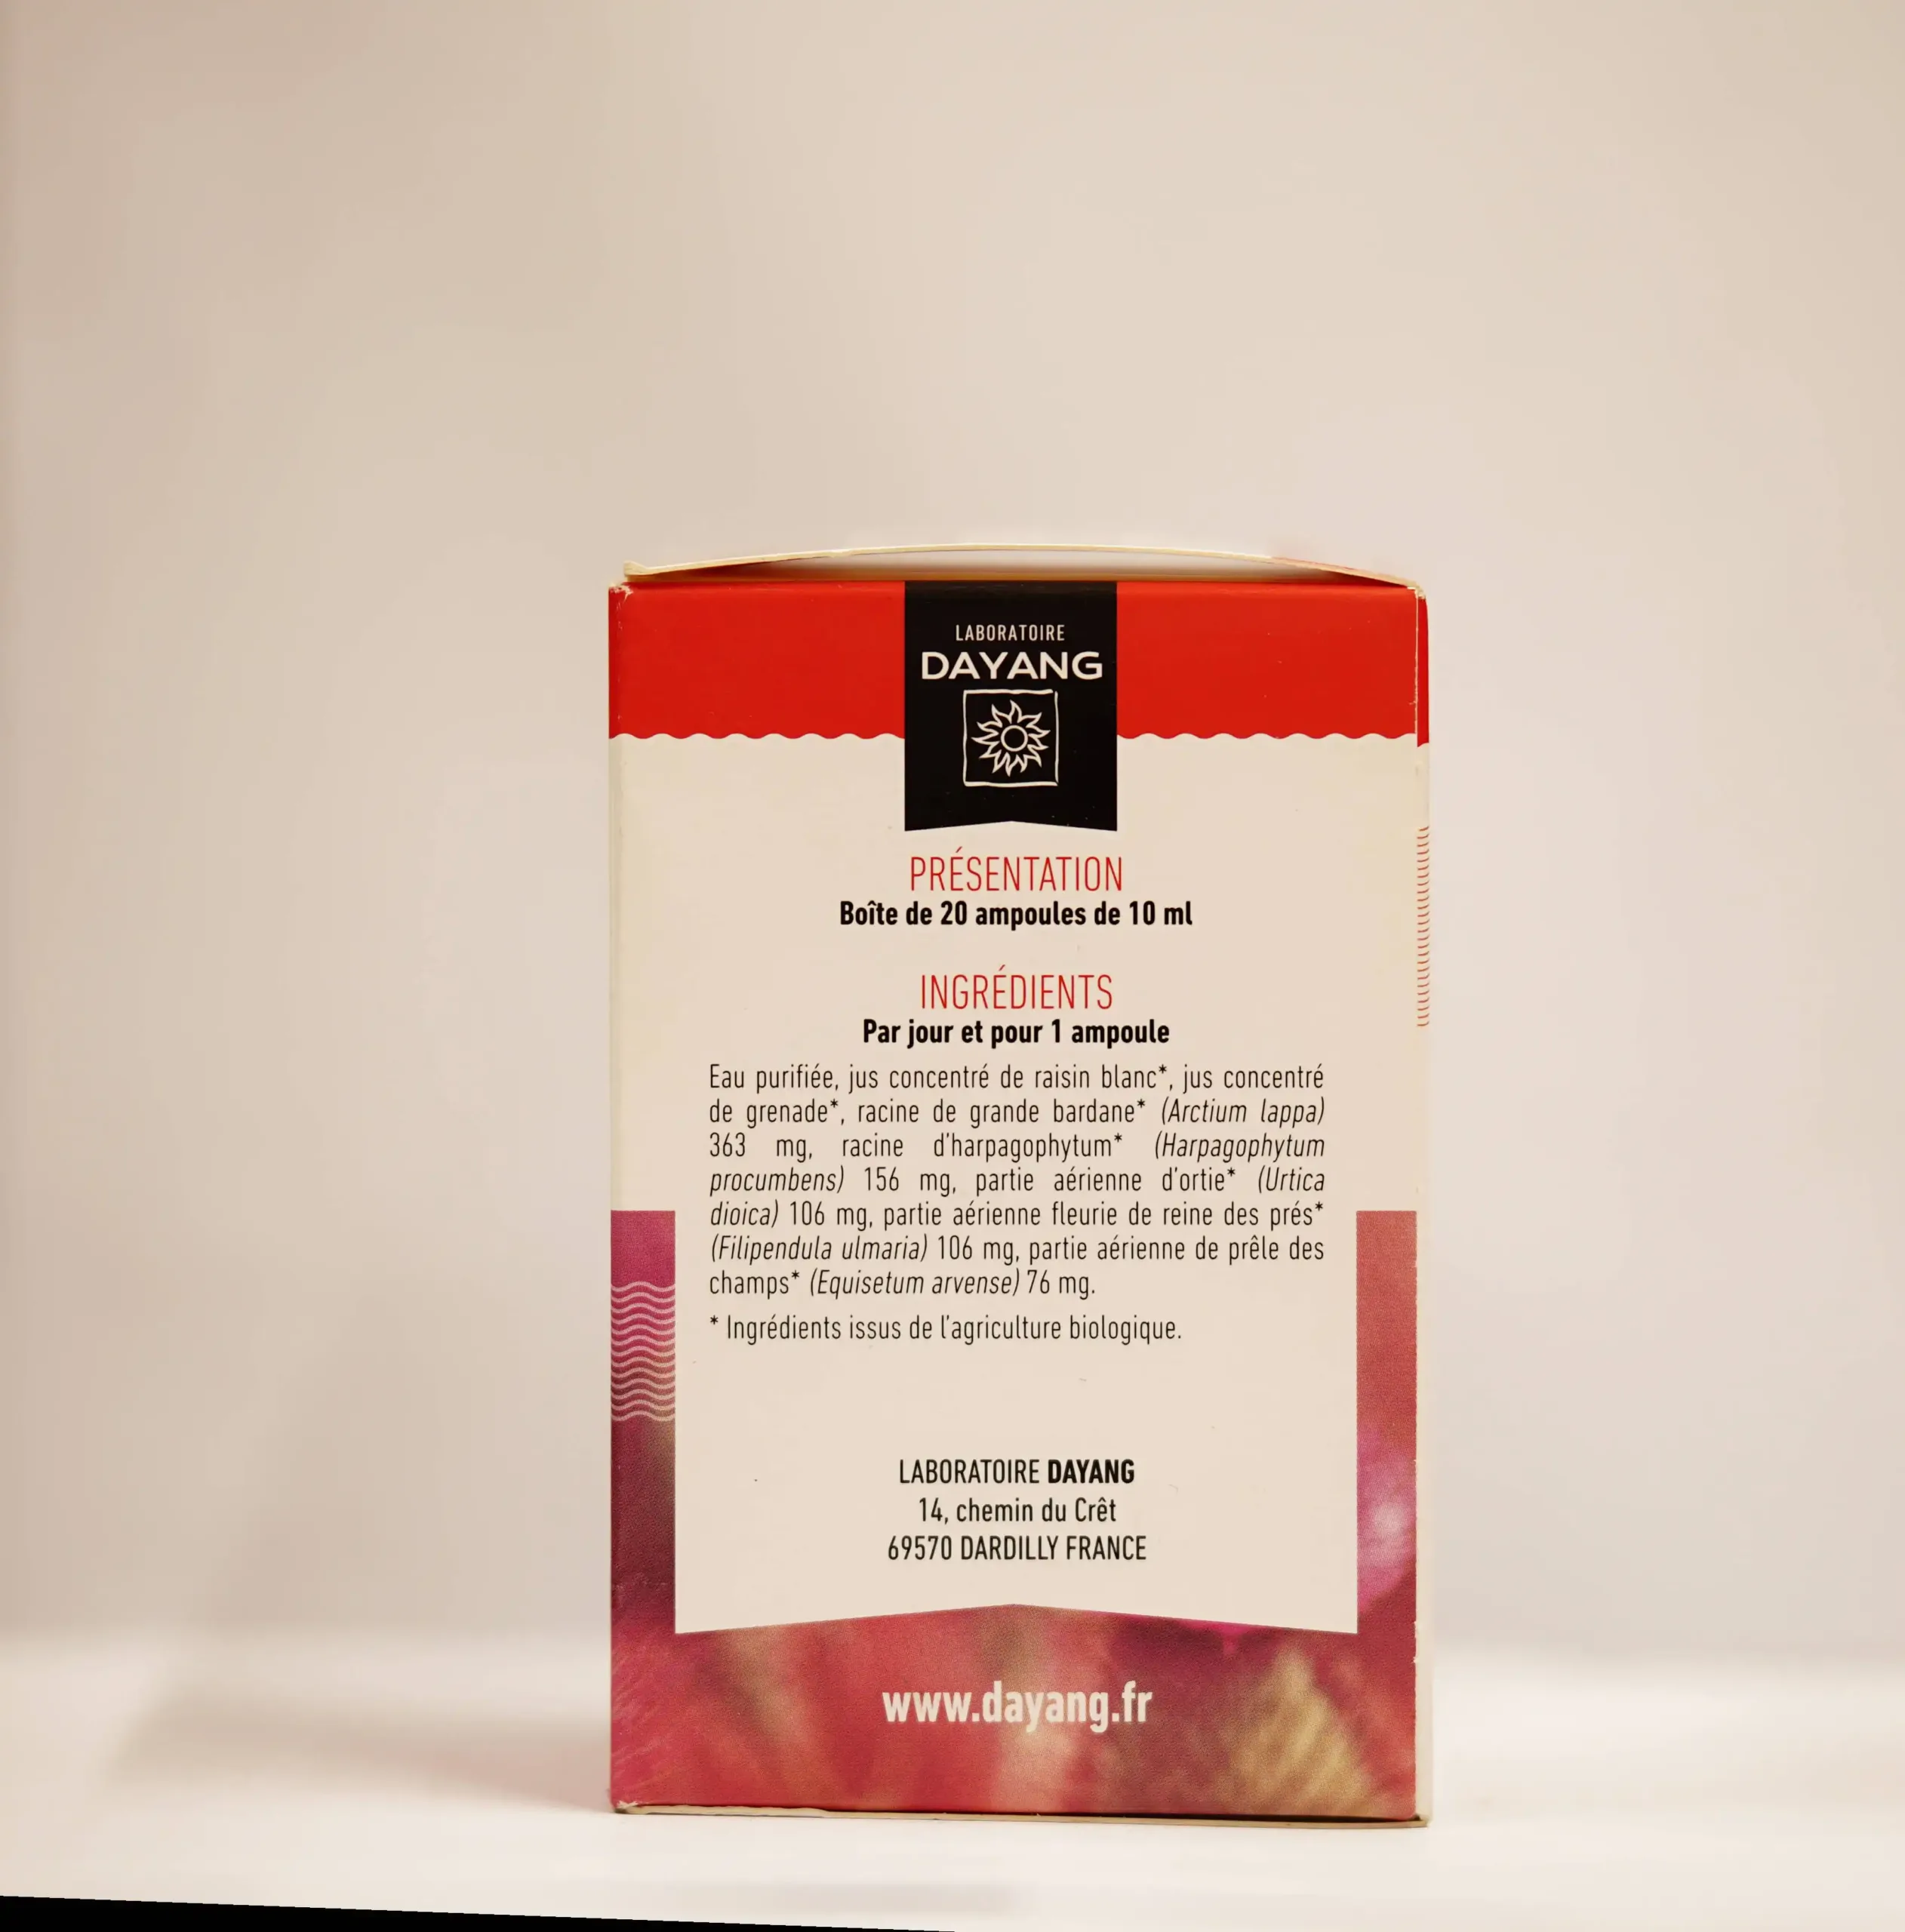 LABORATOIRE
DAYANG
PRÉSENTATION
Boîte de 20 ampoules de 10 ml
INGRÉDIENTS
Par jour et pour 1 ampoule
Eau purifiée, jus concentré de raisin blanc*, jus concentré
de grenade*, racine de grande bardane* (Arctium lappa)
363 mg, racine d'harpagophytum* (Harpagophytum
procumbens) 156 mg, partie aérienne d'ortie* (Urtica
dioica) 106 mg, partie aérienne fleurie de reine des prés*
(Filipendula ulmaria) 106 mg, partie aérienne de prêle des
champs* (Equisetum arvense) 76 mg.
* Ingrédients issus de l'agriculture biologique.
LABORATOIRE DAYANG
14, chemin du Crêt
69570 DARDILLY FRANCE
www.dayang.fr